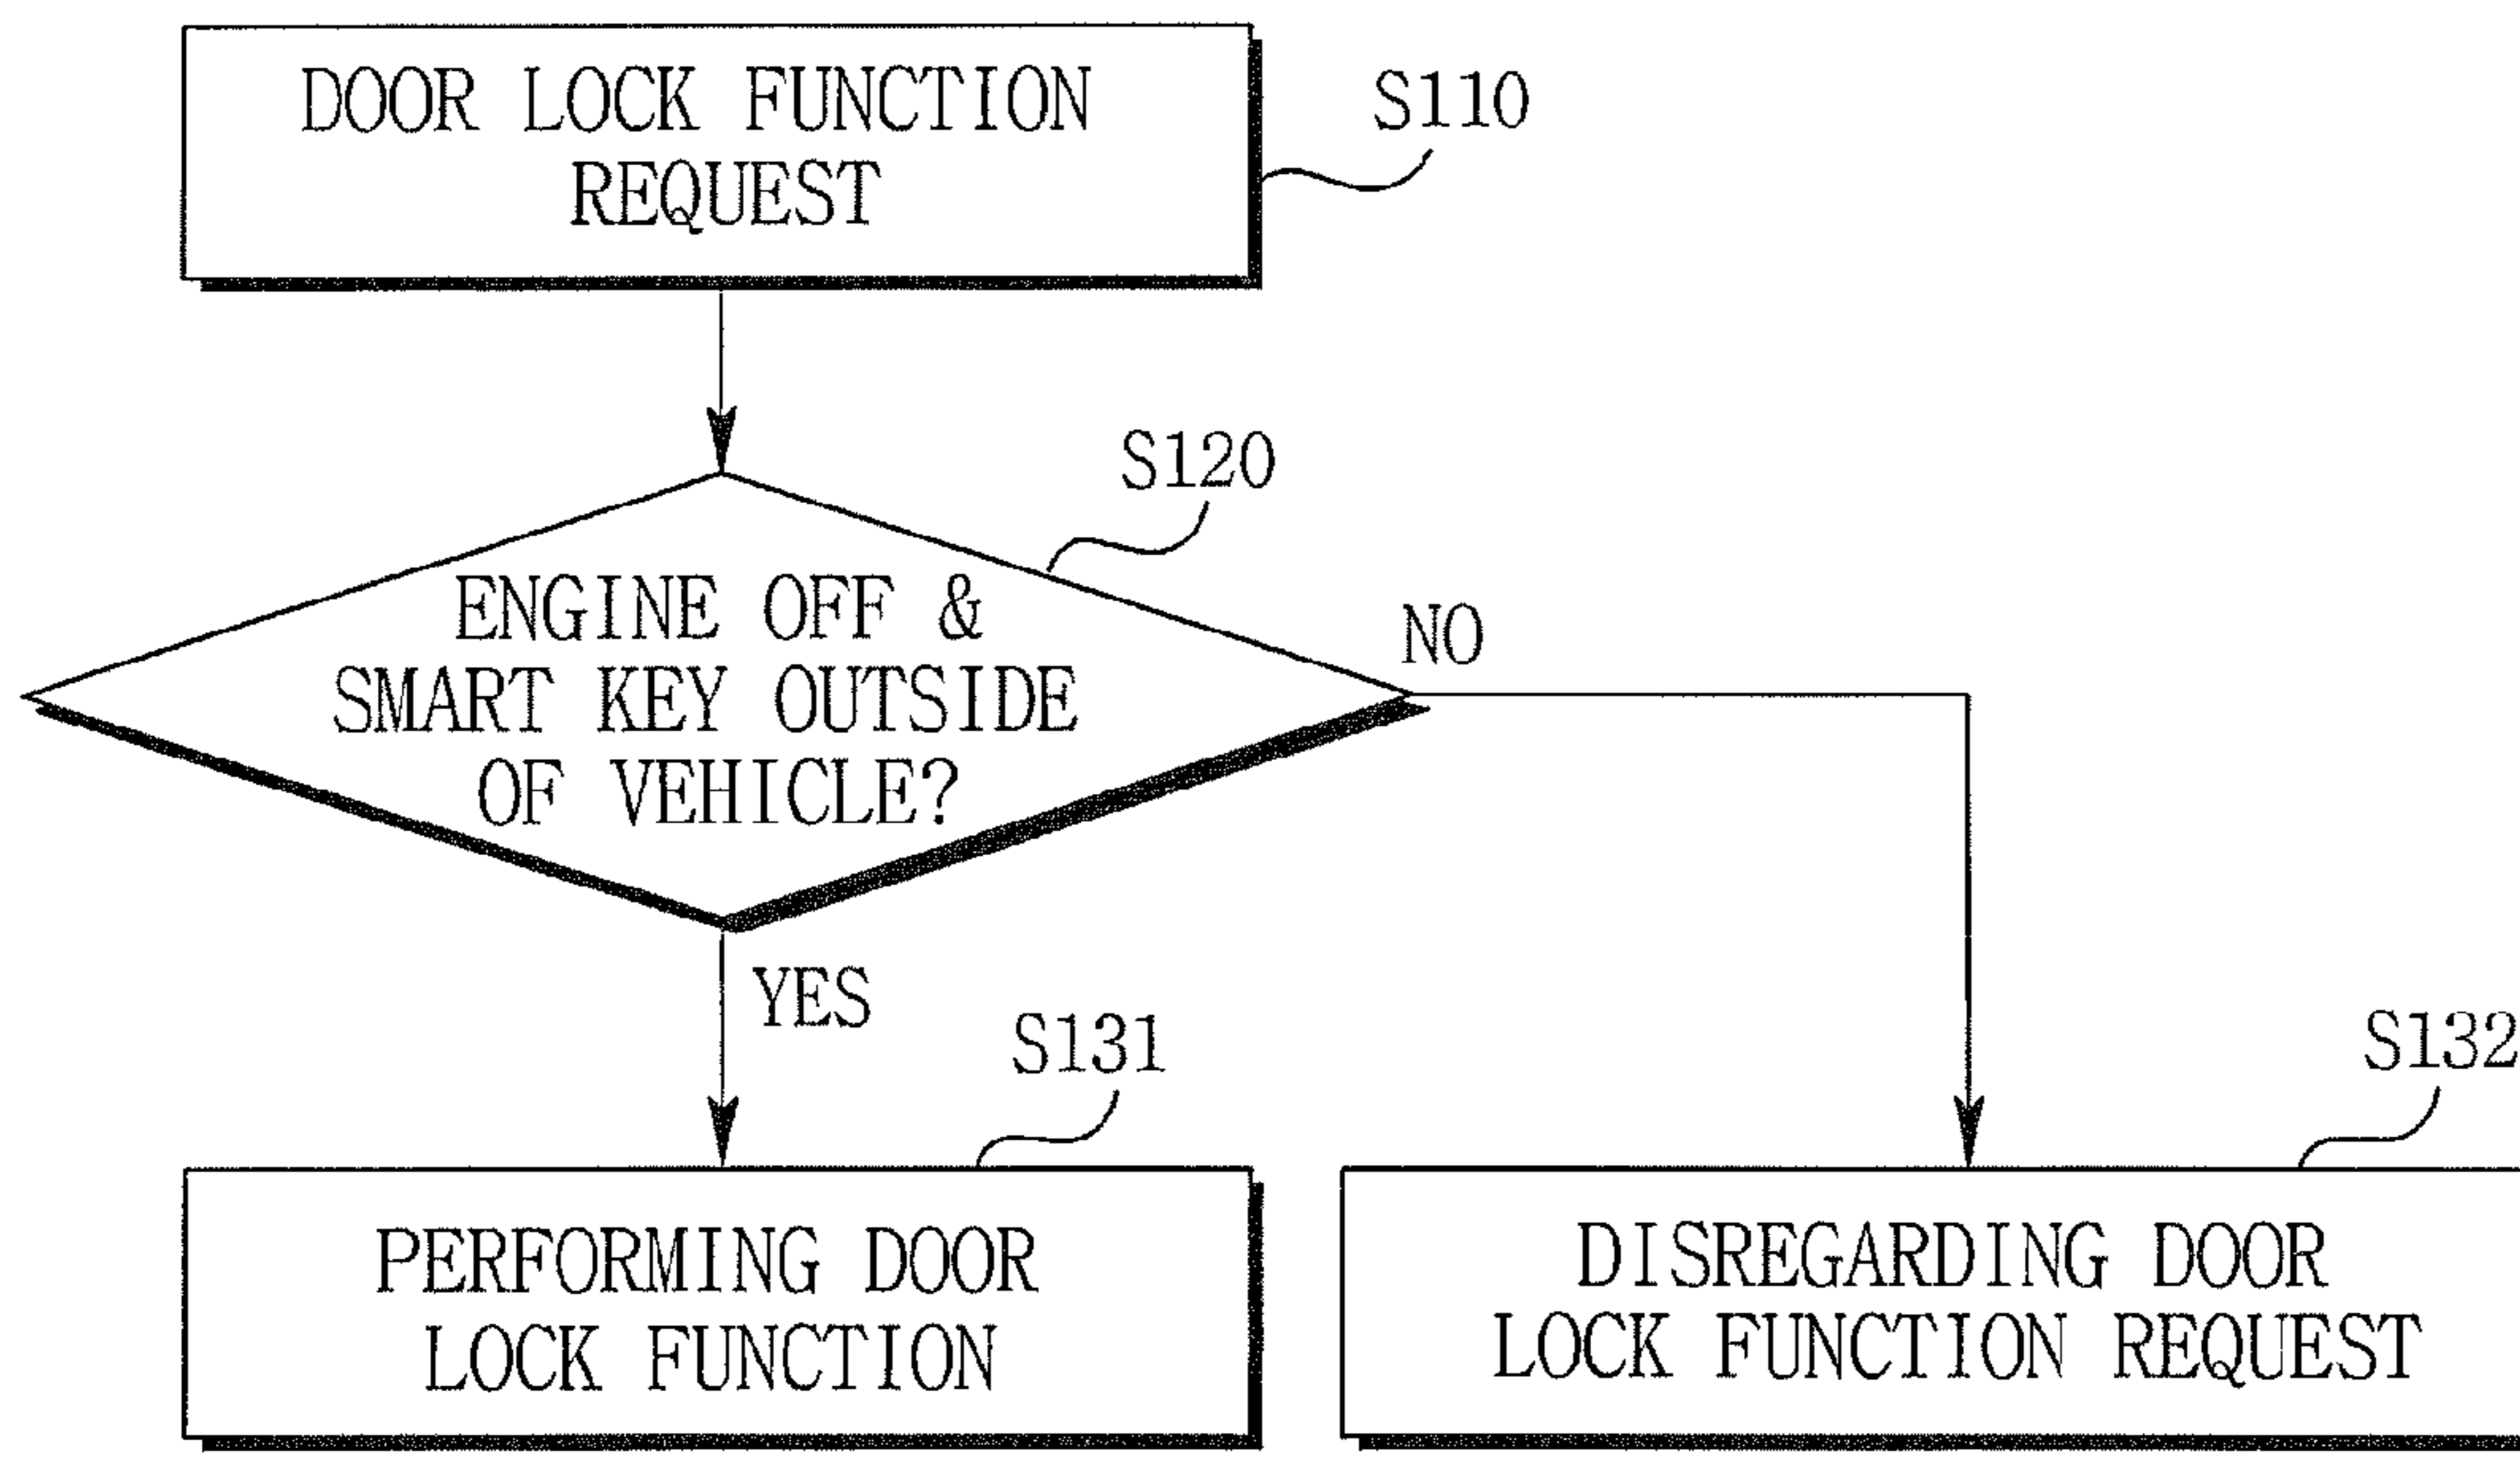 DOOR LOCK FUNCTION
REQUEST
S110
S120
ENGINE OFF &
SMART KEY OUTSIDE
OF VEHICLE?
NO
YES
S131
S132
PERFORMING DOOR
LOCK FUNCTION
DISREGARDING DOOR
LOCK FUNCTION REQUEST